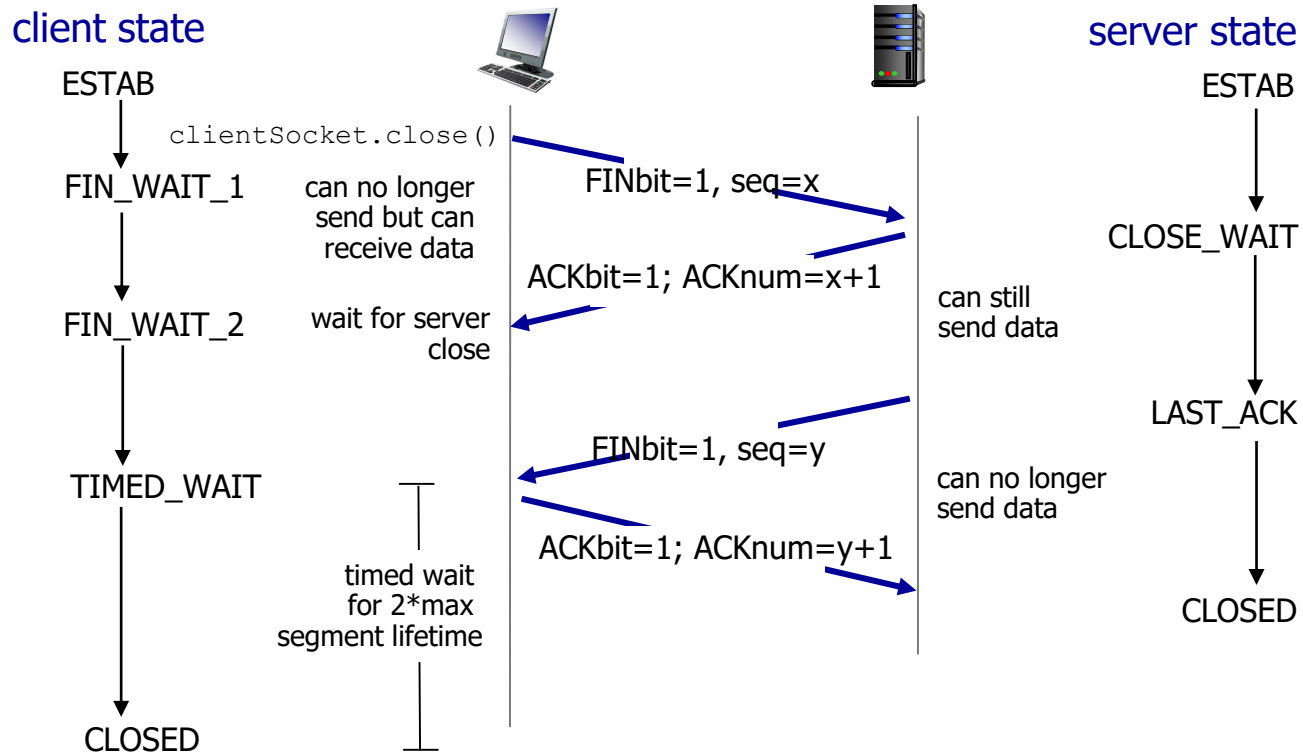 client state
server state
ESTAB
ESTAB
clientSocket.close()
FIN_WAIT_1
can no longer
send but can
receive data
FINbit=1, seq=x
CLOSE_WAIT
ACKbit=1; ACKnum=x+1
can still
send data
FIN_WAIT_2
wait for server
close
LAST_ACK
FINbit=1, seq=y
TIMED_WAIT
can no longer
send data
ACKbit=1; ACKnum=y+1
timed wait
for 2*max
segment lifetime
CLOSED
CLOSED